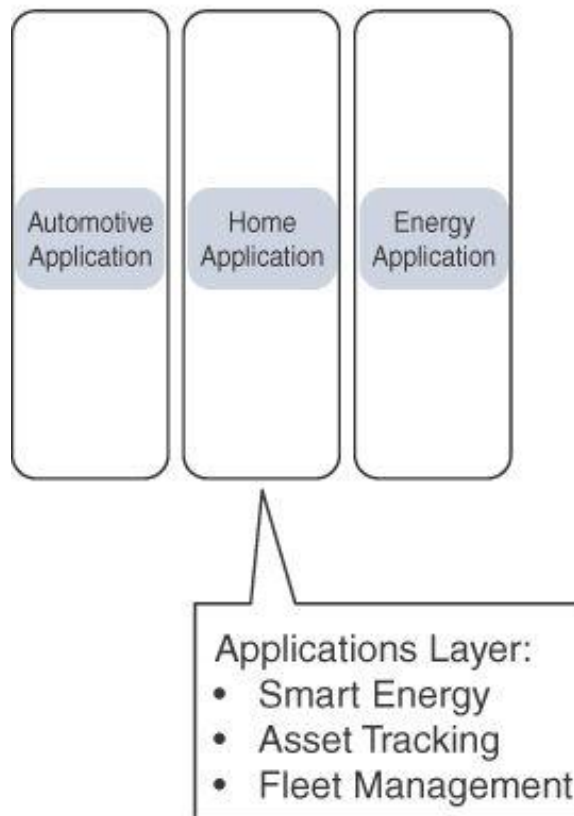 Automotive
Application
Home
Application
Energy
Application
Applications Layer:
• Smart Energy
• Asset Tracking
• Fleet Management